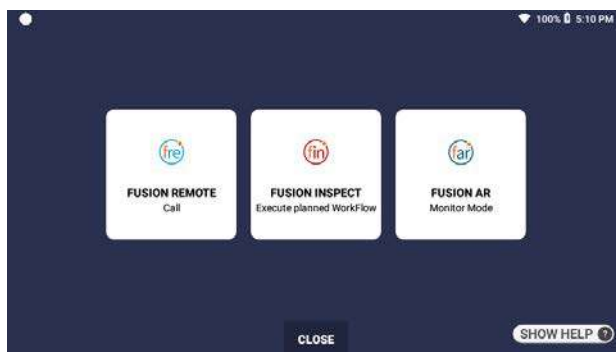 100% 5:10 PM
fre
fin
far
FUSION REMOTE
Call
FUSION INSPECT
Execute planned WorkFlow
FUSION AR
Monitor Mode
CLOSE
SHOW HELP ?